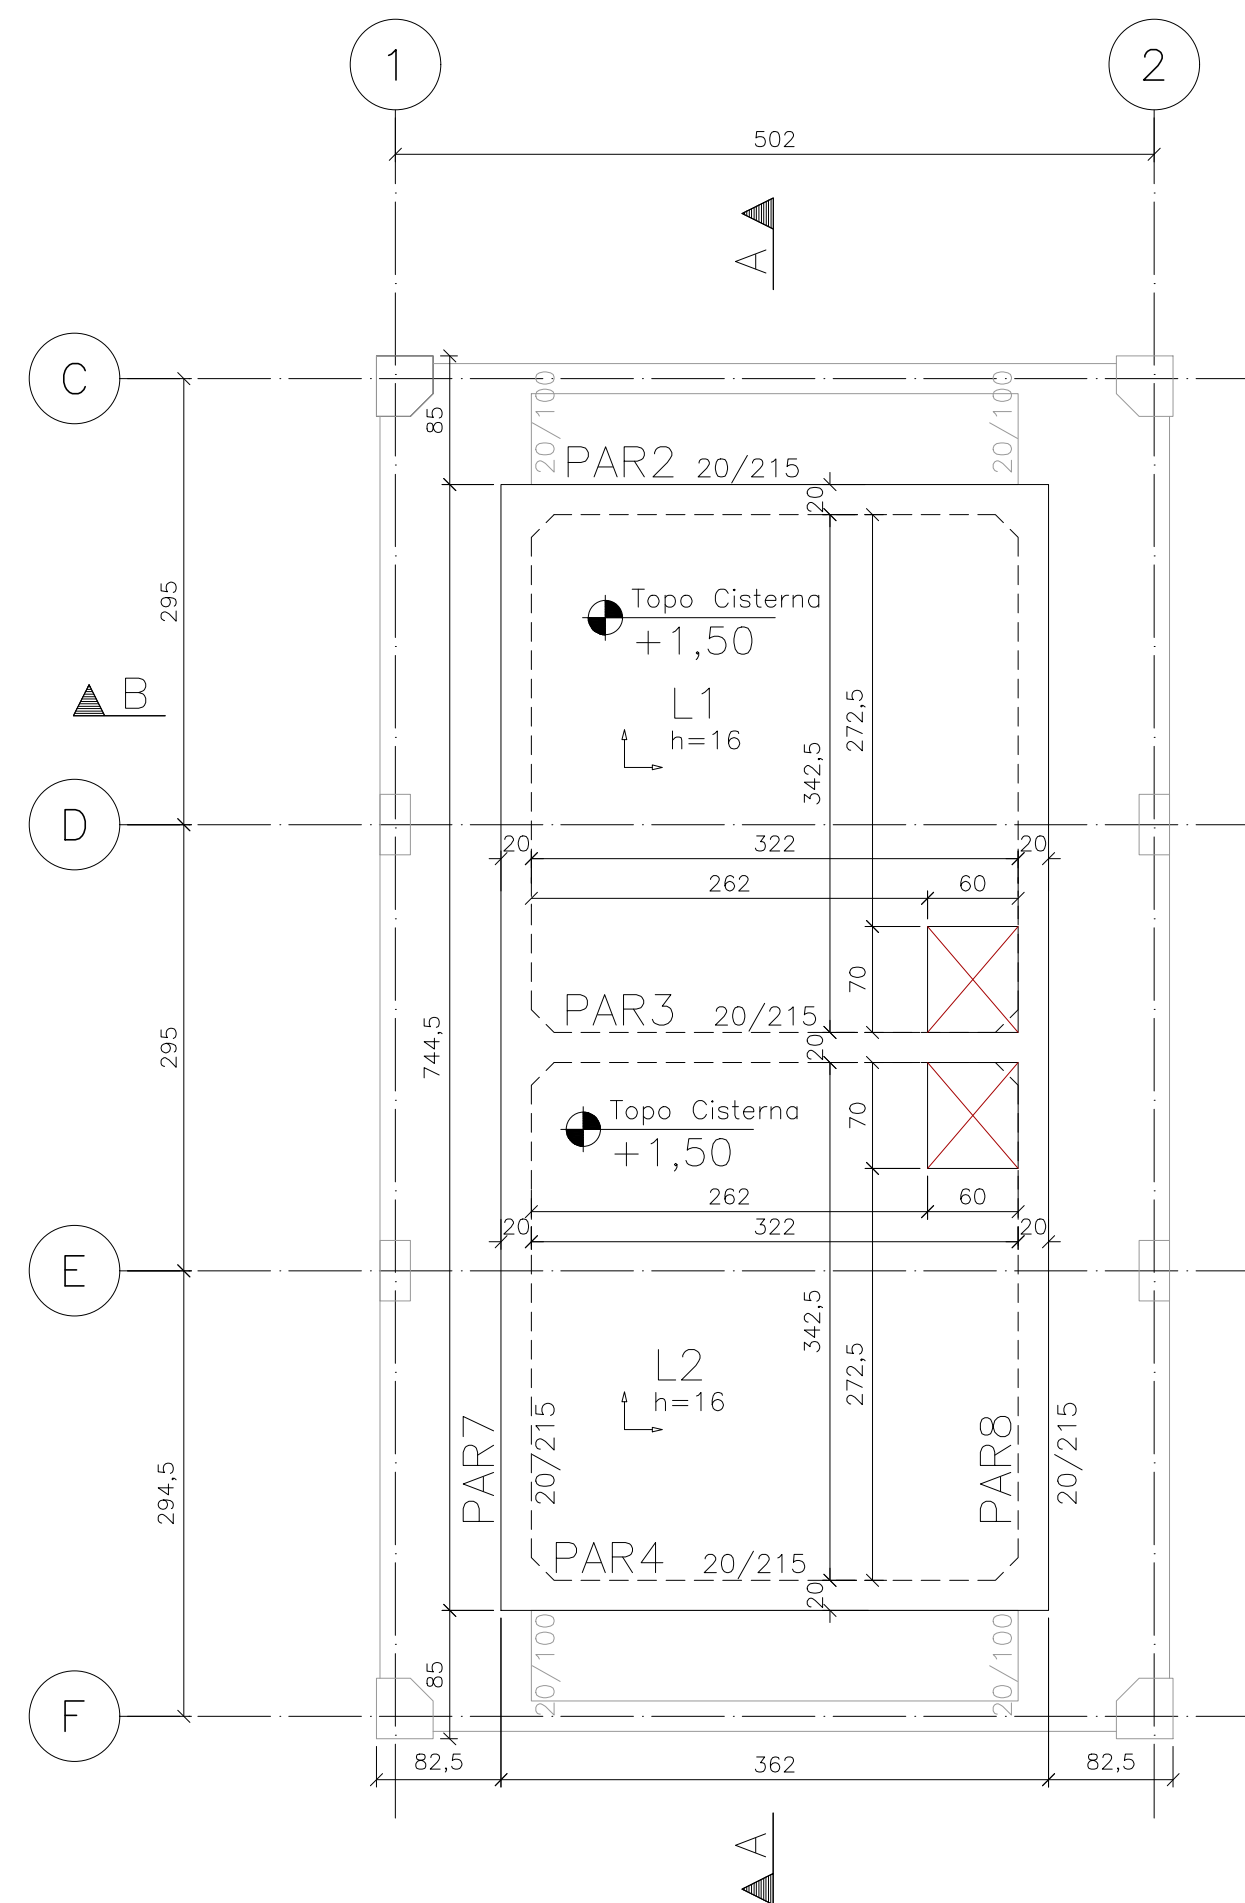 1
2
502
A
C
85
20/100
20/100
PAR2 20/215
20
295
Topo Cisterna
+1,50
B
L1
h=16
272,5
342,5
D
20
322
20
262
60
70
PAR3 20/215
295
744,5
20
Topo Cisterna
+1,50
70
262
60
20
322
20
E
342,5
272,5
L2
h=16
294,5
PAR7
20/215
PAR8
20/215
PAR4 20/215
20
85
20/100
20/100
F
82,5
362
82,5
A